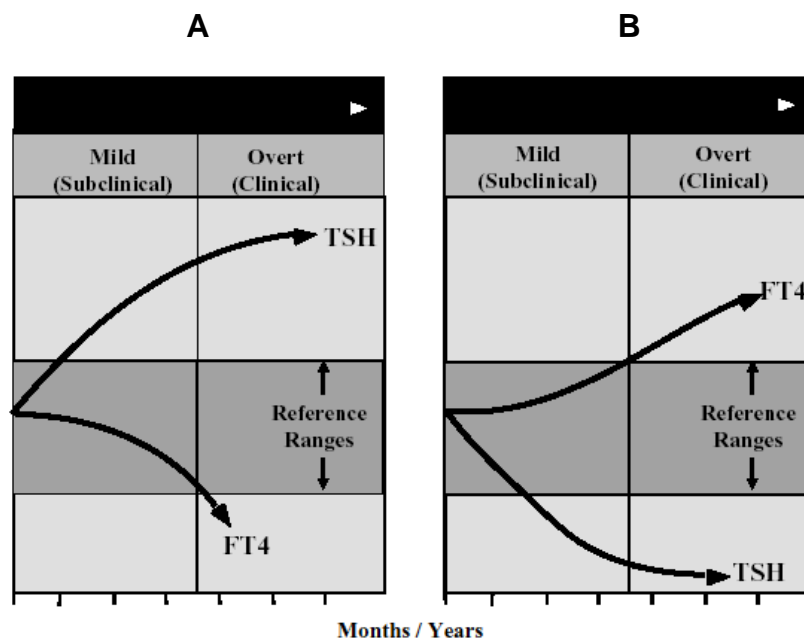 A
B
Mild
(Subclinical)
Overt
(Clinical)
TSH
Reference
Ranges
FT4
Mild
(Subclinical)
Overt
(Clinical)
FT4
Reference
Ranges
TSH
Months / Years